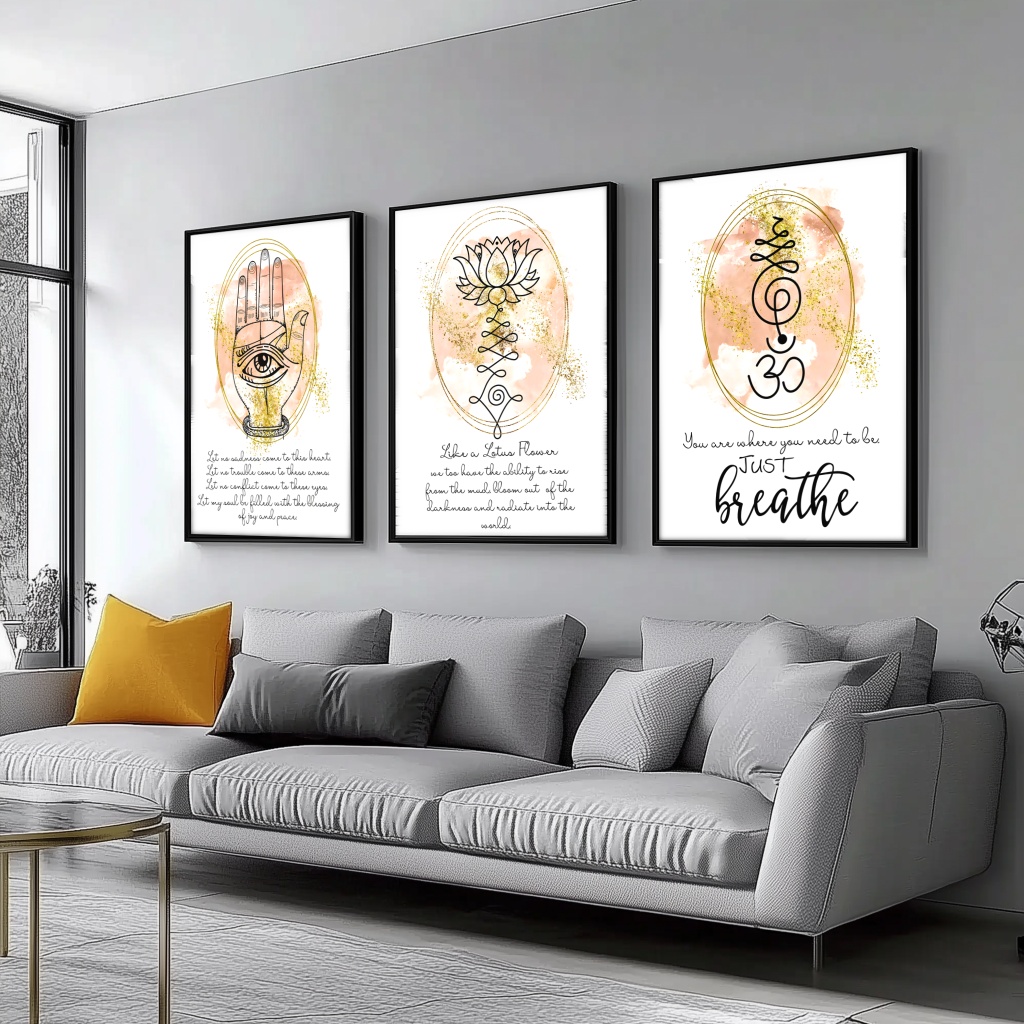 Let no sadness come to this heart.
Let no trouble come to these arms.
Let no conflict come to these eyes.
Let my soul be filled with the blessing
of joy and peace.
Like a Lotus Flower
we too have the ability to rise
from the mud, bloom out of the
darkness and radiate into the
world.
You are where you need to be.
JUST
breathe